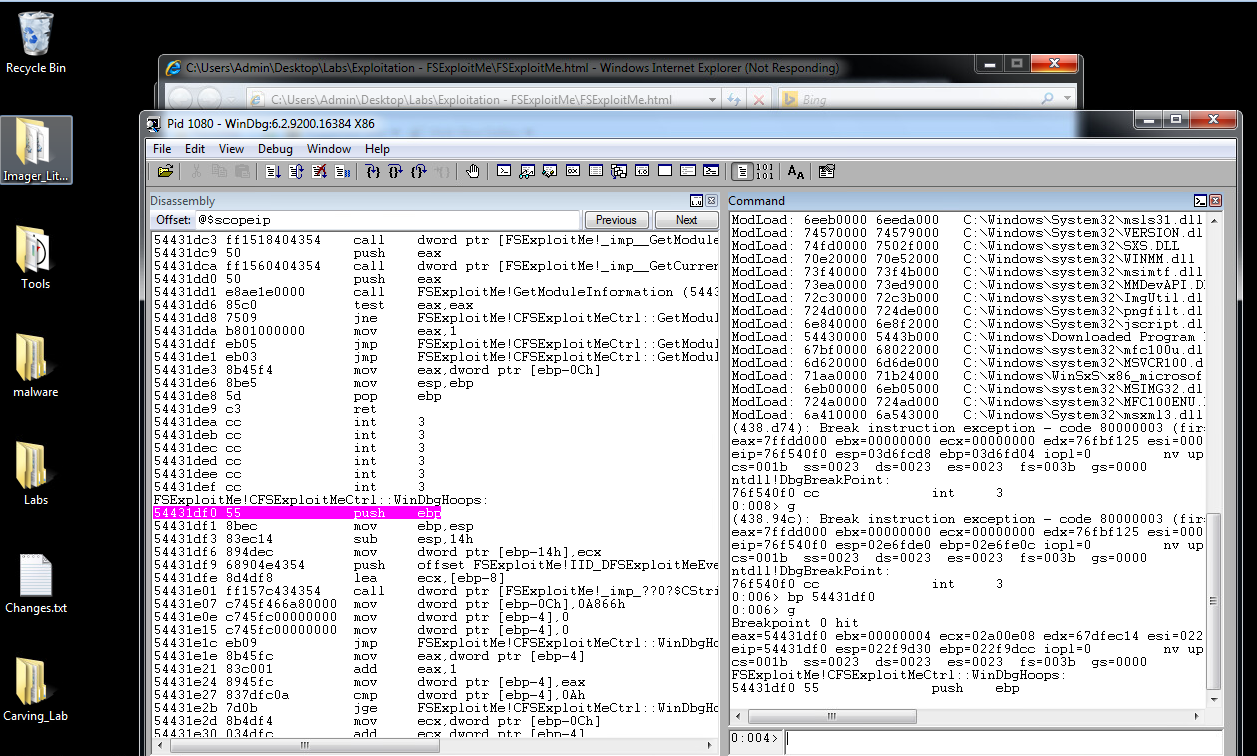 Recycle Bin
Imager_Lit...
Tools
malware
Labs
Changes.txt
Carving_Lab
C:\Users\Admin\Desktop\Labs\Exploitation - FSExploitMe\FSExploitMe.html - Windows Internet Explorer (Not Responding)
C:\Users\Admin\Desktop\Labs\Exploitation - FSExploitMe\FSExploitMe.html
Bing
Pid 1080 - WinDbg:6.2.9200.16384 X86
File Edit View Debug Window Help
Disassembly
Offset: @$scopeip Previous Next
54431dc3 ff1518404354 call dword ptr [FSExploitMe!_imp__GetModule
54431dc9 50 push eax
54431dca ff1560404354 call dword ptr [FSExploitMe!_imp__GetCurrer
54431dd0 50 push eax
54431dd1 e8ae1e0000 call FSExploitMe!GetModuleInformation (5443
54431dd6 85c0 test eax,eax
54431dd8 7509 jne FSExploitMe!CFSExploitMeCtrl::GetModul
54431dda b801000000 mov eax,1
54431ddf eb05 jmp FSExploitMe!CFSExploitMeCtrl::GetModul
54431de1 eb03 jmp FSExploitMe!CFSExploitMeCtrl::GetModul
54431de3 8b45f4 mov eax,dword ptr [ebp-0Ch]
54431de6 8be5 mov esp,ebp
54431de8 5d pop ebp
54431de9 c3 ret
54431dea cc int 3
54431deb cc int 3
54431dec cc int 3
54431ded cc int 3
54431dee cc int 3
54431def cc int 3
FSExploitMe!CFSExploitMeCtrl::WinDbgHoops:
54431df0 55 push ebp
54431df1 8bec mov ebp,esp
54431df3 83ec14 sub esp,14h
54431df6 894dec mov dword ptr [ebp-14h],ecx
54431df9 68904e4354 push offset FSExploitMe!IID_DFSExploitMeEve
54431dfe 8d4df8 lea ecx,[ebp-8]
54431e01 ff157c434354 call dword ptr [FSExploitMe!_imp_??0?$CStri
54431e07 c745f466a80000 mov dword ptr [ebp-0Ch],0A866h
54431e0e c745fc00000000 mov dword ptr [ebp-4],0
54431e15 c745fc00000000 mov dword ptr [ebp-4],0
54431e1c eb09 jmp FSExploitMe!CFSExploitMeCtrl::WinDbgHo
54431e1e 8b45fc mov eax,dword ptr [ebp-4]
54431e21 83c001 add eax,1
54431e24 8945fc mov dword ptr [ebp-4],eax
54431e27 837dfc0a cmp dword ptr [ebp-4],0Ah
54431e2b 7d0b jge FSExploitMe!CFSExploitMeCtrl::WinDbgHo
54431e2d 8b4df4 mov ecx,dword ptr [ebp-0Ch]
54431e30 034dfc add ecx,dword ptr [ebp-4]
Command
ModLoad: 6eeb0000 6eeda000 C:\Windows\System32\msls31.dll
ModLoad: 74570000 74579000 C:\Windows\System32\VERSION.dl
ModLoad: 74fd0000 7502f000 C:\Windows\System32\SXS.DLL
ModLoad: 70e20000 70e52000 C:\Windows\system32\WINMM.dll
ModLoad: 73f40000 73f4b000 C:\Windows\System32\msimtf.dll
ModLoad: 73ea0000 73ed9000 C:\Windows\System32\MMDevAPI.D
ModLoad: 72c30000 72c3b000 C:\Windows\System32\ImgUtil.dl
ModLoad: 724d0000 724de000 C:\Windows\System32\pngfilt.dl
ModLoad: 6e840000 6e8f2000 C:\Windows\System32\jscript.dl
ModLoad: 54430000 5443b000 C:\Windows\Downloaded Program
ModLoad: 67bf0000 68022000 C:\Windows\system32\mfc100u.dl
ModLoad: 6d620000 6d6de000 C:\Windows\system32\MSVCR100.d
ModLoad: 71aa0000 71b24000 C:\Windows\WinSxS\x86_microsof
ModLoad: 6eb00000 6eb05000 C:\Windows\system32\MSIMG32.dl
ModLoad: 724a0000 724ad000 C:\Windows\system32\MFC100ENU.
ModLoad: 6a410000 6a543000 C:\Windows\System32\msxml3.dll
(438.d74): Break instruction exception - code 80000003 (fir
eax=7ffdd000 ebx=00000000 ecx=00000000 edx=76fbf125 esi=000
eip=76f540f0 esp=03d6fcd8 ebp=03d6fd04 iopl=0 nv up
cs=001b ss=0023 ds=0023 es=0023 fs=003b gs=0000
ntdll!DbgBreakPoint:
76f540f0 cc int 3
0:008> g
(438.94c): Break instruction exception - code 80000003 (fir
eax=7ffdd000 ebx=00000000 ecx=00000000 edx=76fbf125 esi=000
eip=76f540f0 esp=02e6fde0 ebp=02e6fe0c iopl=0 nv up
cs=001b ss=0023 ds=0023 es=0023 fs=003b gs=0000
ntdll!DbgBreakPoint:
76f540f0 cc int 3
0:006> bp 54431df0
0:006> g
Breakpoint 0 hit
eax=54431df0 ebx=00000004 ecx=02a00e08 edx=67dfec14 esi=022
eip=54431df0 esp=022f9d30 ebp=022f9dcc iopl=0 nv up
cs=001b ss=0023 ds=0023 es=0023 fs=003b gs=0000
FSExploitMe!CFSExploitMeCtrl::WinDbgHoops:
54431df0 55 push ebp
0:004>